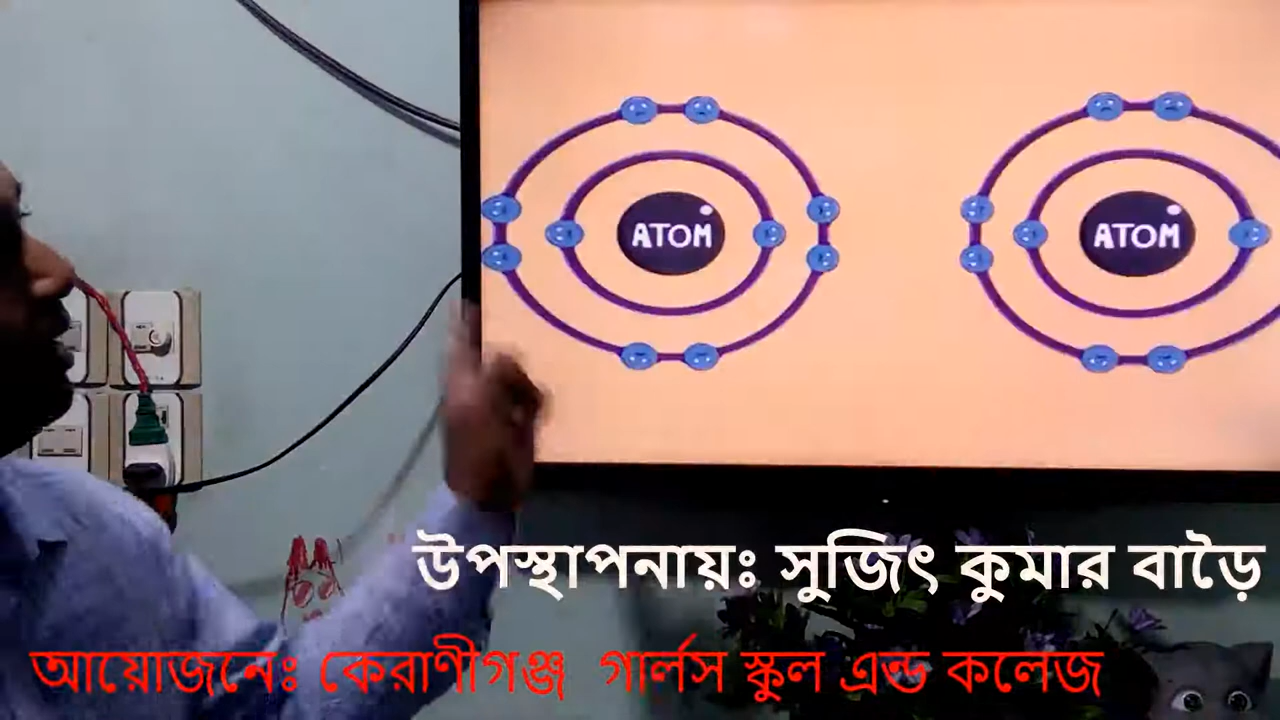 ATOM ATOM
উপস্থাপনায়ঃ সুজিৎ কুমার বাড়ৈ
আয়োজনেঃ কেরাণীগঞ্জ গার্লস স্কুল এন্ড কলেজ